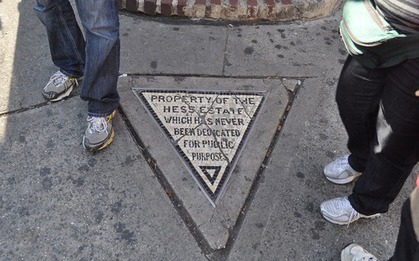 PROPERTY OF THE
HESS ESTATE
WHICH HAS NEVER
BEEN DEDICATED
FOR PUBLIC
PURPOSES